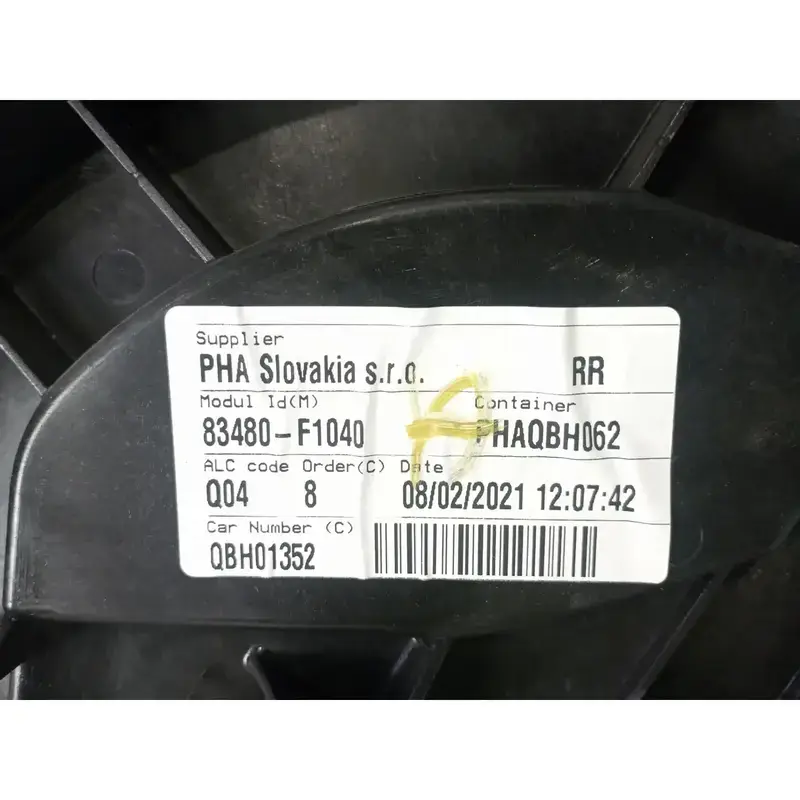 Supplier
PHA Slovakia s.r.o. RR
Modul Id(M) Container
83480-F1040 PHAQBH062
ALC code Order(C) Date
Q04 8 08/02/2021 12:07:42
Car Number (C)
QBH01352